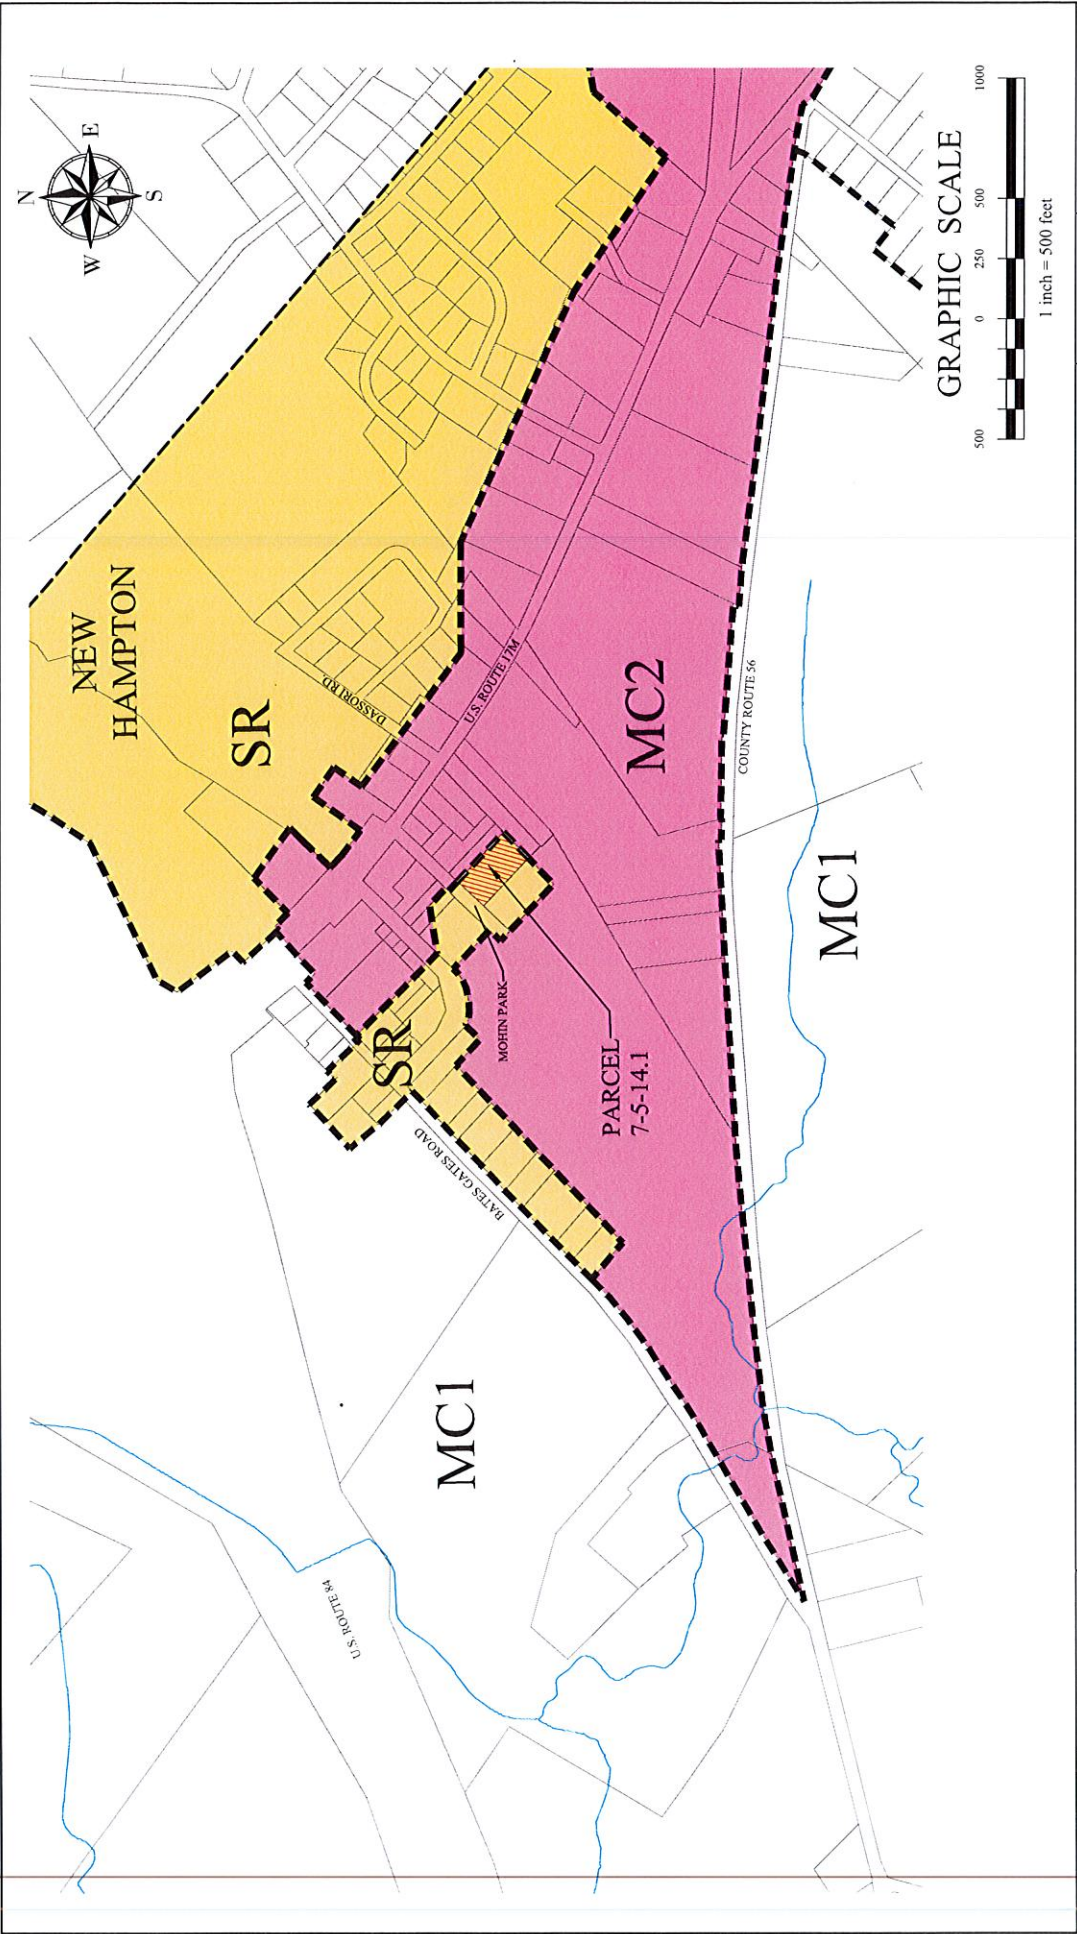 N
NEW
W E
HAMPTON
S
SR
U.S. ROUTE 84
DASSORI RD.
SR
MC1
BATES GATES ROAD
U.S. ROUTE 17M
MOHIN PARK
PARCEL
7-5-14.1
MC2
COUNTY ROUTE 56
MC1
GRAPHIC SCALE
500 0 250 500 1000
1 inch = 500 feet